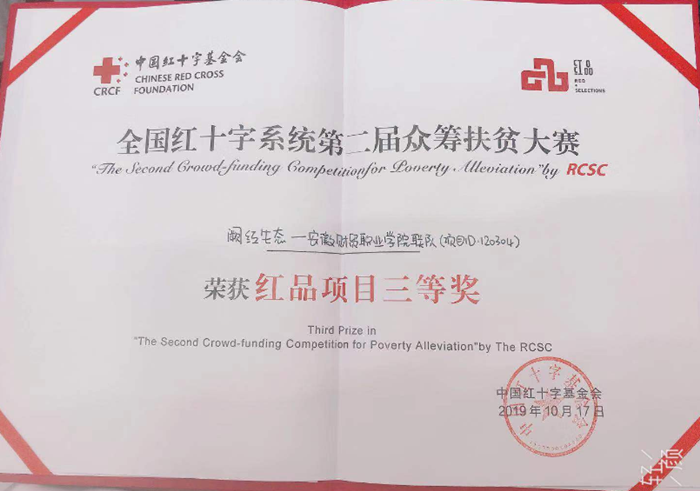 中国红十字基金会
CHINESE RED CROSS
FOUNDATION
CRCF
红品
RED
SELECTIONS
全国红十字系统第二届众筹扶贫大赛
"The Second Crowd-funding Competition for Poverty Alleviation" by RCSC
阚经生态—安徽财贸职业学院联队(项目ID:120304)
荣获 红品项目三等奖
Third Prize in
"The Second Crowd-funding Competition for Poverty Alleviation"by The RCSC
中国红十字基金会
2019年10月17日